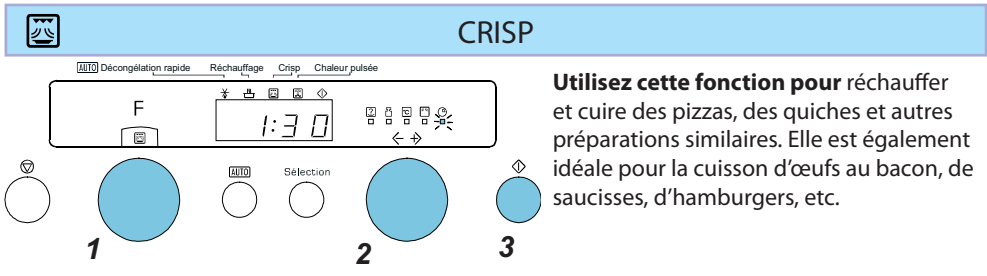 CRISP
AUTO Décongélation rapide Réchauffage Crisp Chaleur pulsée
F
1:30
AUTO
Sélection
1
2
3
Utilisez cette fonction pour réchauffer
et cuire des pizzas, des quiches et autres
préparations similaires. Elle est également
idéale pour la cuisson d'œufs au bacon, de
saucisses, d'hamburgers, etc.